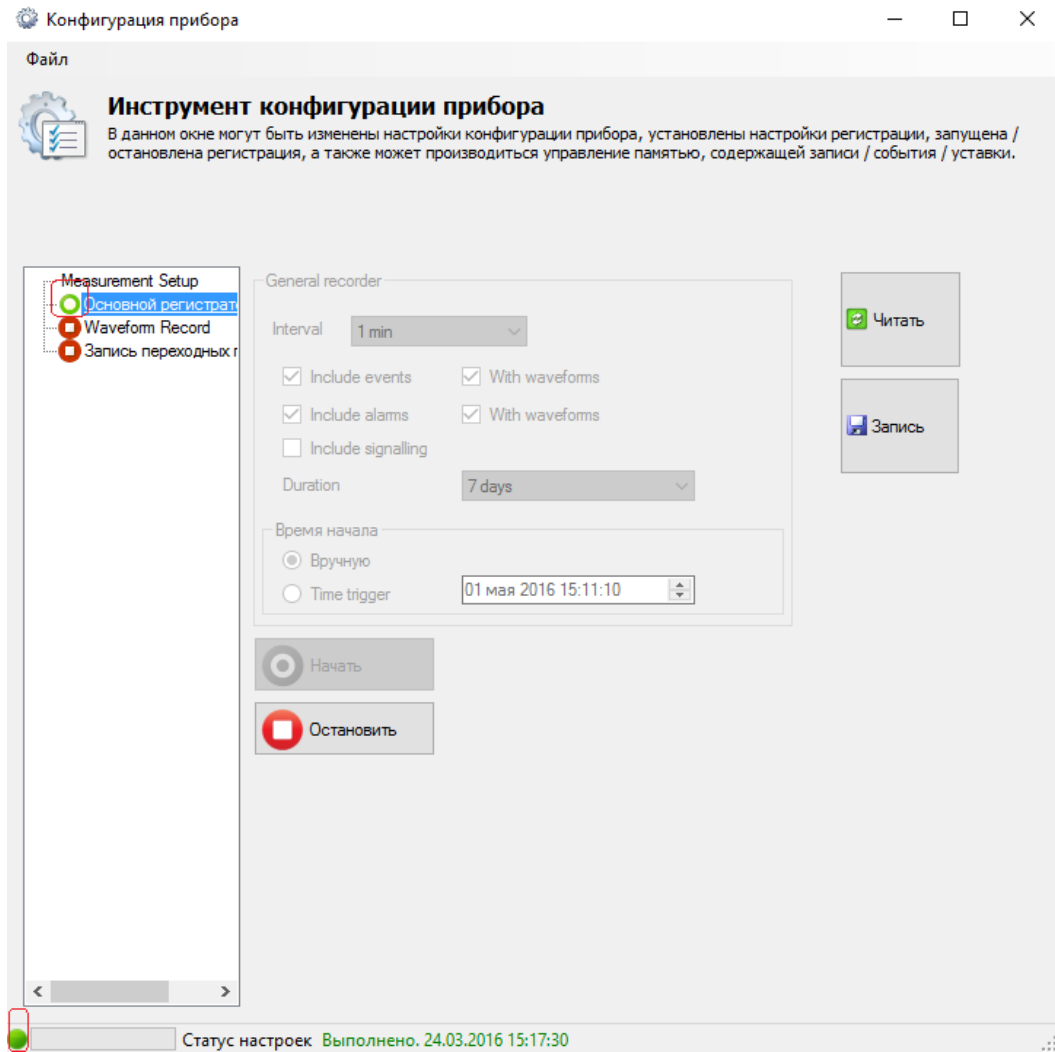 Конфигурация прибора
Файл
Инструмент конфигурации прибора
В данном окне могут быть изменены настройки конфигурации прибора, установлены настройки регистрации, запущена /
остановлена регистрация, а также может производиться управление памятью, содержащей записи / события / уставки.
Measurement Setup
Основной регистрат
Waveform Record
Запись переходных г
General recorder
Interval 1 min
Include events With waveforms
Include alarms With waveforms
Include signalling
Duration 7 days
Время начала
Вручную
Time trigger 01 мая 2016 15:11:10
Начать
Остановить
Читать
Запись
Статус настроек Выполнено. 24.03.2016 15:17:30